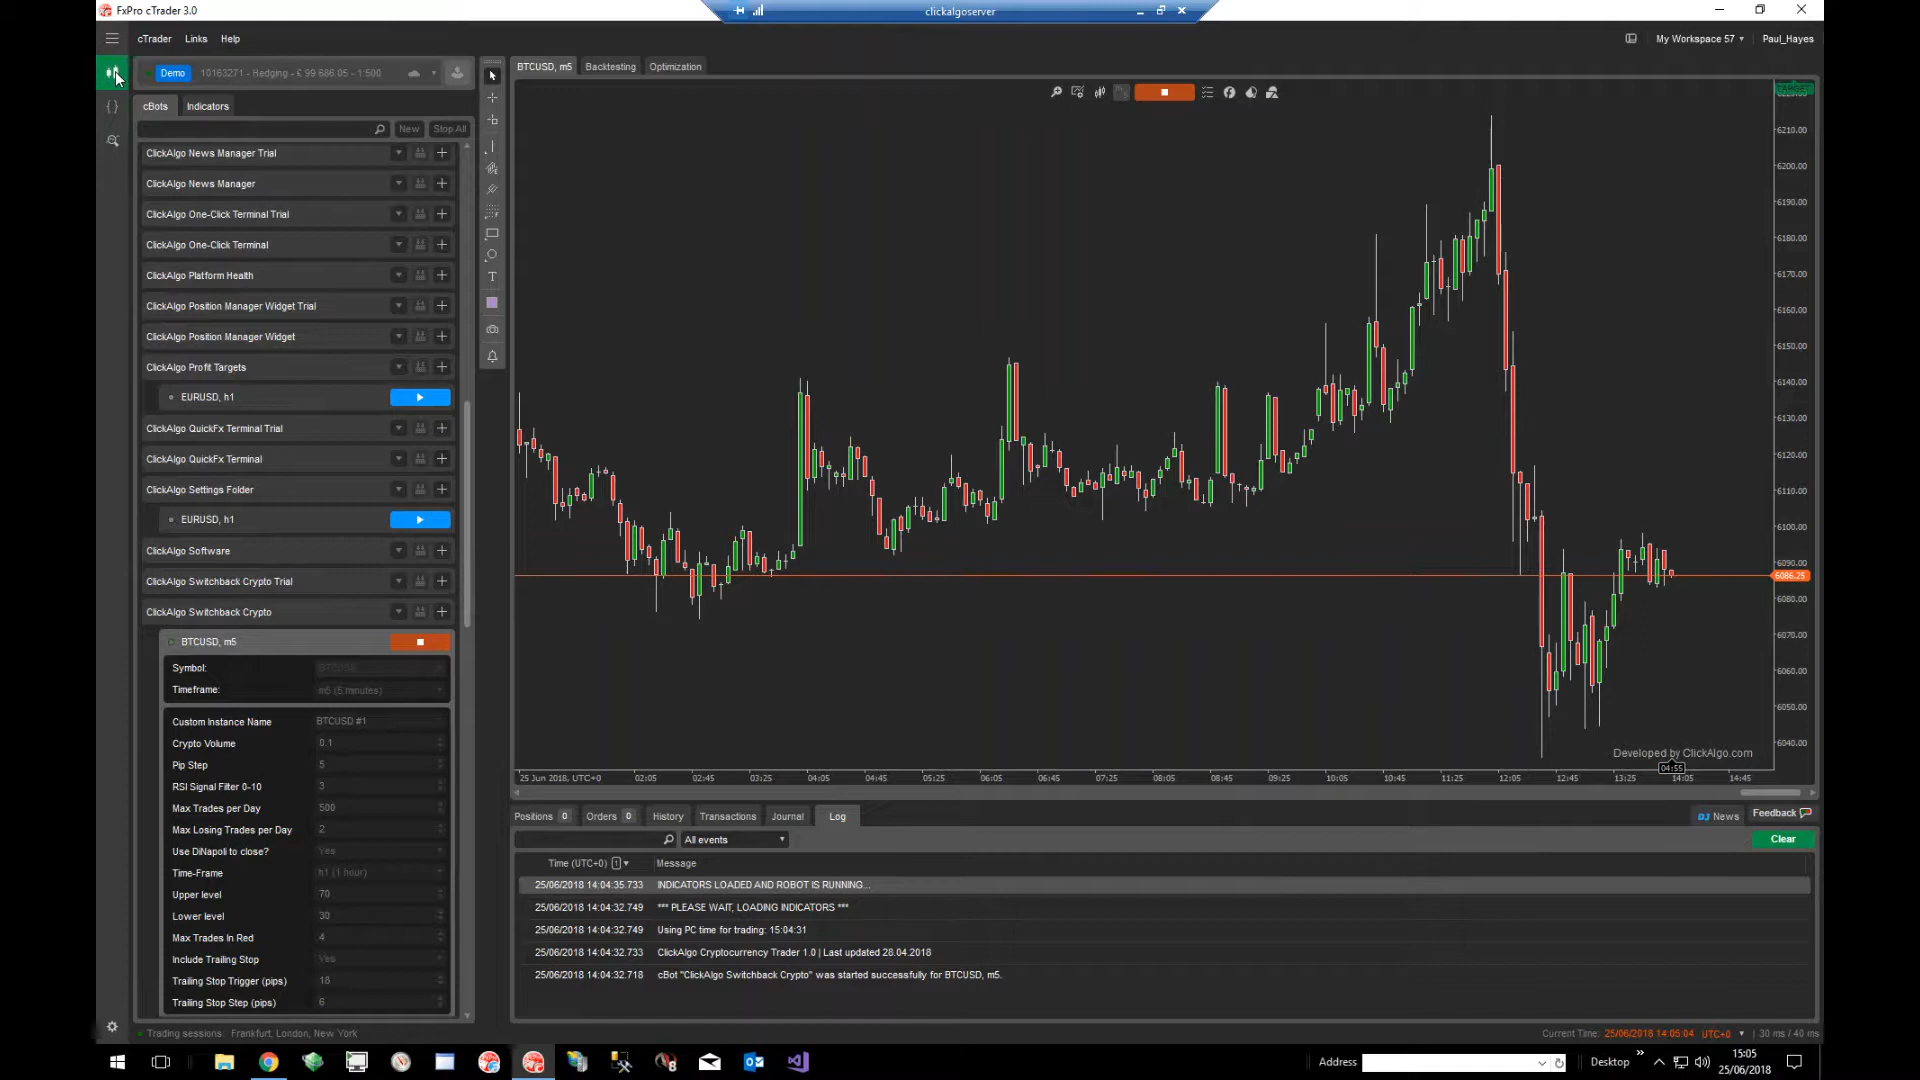 FxPro cTrader 3.0
clickalgoserver
cTrader Links Help
My Workspace 57 Paul_Hayes
Demo 10163271 - Hedging - £ 99 686.05 - 1:500
BTCUSD, m5 Backtesting Optimization
cBots Indicators
New Stop All
ClickAlgo News Manager Trial
ClickAlgo News Manager
ClickAlgo One-Click Terminal Trial
ClickAlgo One-Click Terminal
ClickAlgo Platform Health
ClickAlgo Position Manager Widget Trial
ClickAlgo Position Manager Widget
ClickAlgo Profit Targets
EURUSD, h1
ClickAlgo QuickFx Terminal Trial
ClickAlgo QuickFx Terminal
ClickAlgo Settings Folder
EURUSD, h1
ClickAlgo Software
ClickAlgo Switchback Crypto Trial
ClickAlgo Switchback Crypto
BTCUSD, m5
Symbol: BTCUSD
Timeframe: m5 (5 minutes)
Custom Instance Name BTCUSD #1
Crypto Volume 0.1
Pip Step 5
RSI Signal Filter 0-10 3
Max Trades per Day 500
Max Losing Trades per Day 2
Use DiNapoli to close? Yes
Time-Frame h1 (1 hour)
Upper level 70
Lower level 30
Max Trades In Red 4
Include Trailing Stop Yes
Trailing Stop Trigger (pips) 18
Trailing Stop Step (pips) 6
TARGET
6210.00
6200.00
6190.00
6180.00
6170.00
6160.00
6150.00
6140.00
6130.00
6120.00
6110.00
6100.00
6090.00
6086.25
6080.00
6070.00
6060.00
6050.00
6040.00
Developed by ClickAlgo.com
04:55
25 Jun 2018, UTC+0 02:05 02:45 03:25 04:05 04:45 05:25 06:05 06:45 07:25 08:05 08:45 09:25 10:05 10:45 11:25 12:05 12:45 13:25 14:05 14:45
Positions 0 Orders 0 History Transactions Journal Log
DJ News Feedback
All events Clear
Time (UTC+0) 1 Message
25/06/2018 14:04:35.733 INDICATORS LOADED AND ROBOT IS RUNNING...
25/06/2018 14:04:32.749 *** PLEASE WAIT, LOADING INDICATORS ***
25/06/2018 14:04:32.749 Using PC time for trading: 15:04:31
25/06/2018 14:04:32.733 ClickAlgo Cryptocurrency Trader 1.0 | Last updated 28.04.2018
25/06/2018 14:04:32.718 cBot "ClickAlgo Switchback Crypto" was started successfully for BTCUSD, m5.
Trading sessions: Frankfurt, London, New York
Current Time: 25/06/2018 14:05:04 UTC+0 | 30 ms / 40 ms
Address Desktop
15:05
25/06/2018